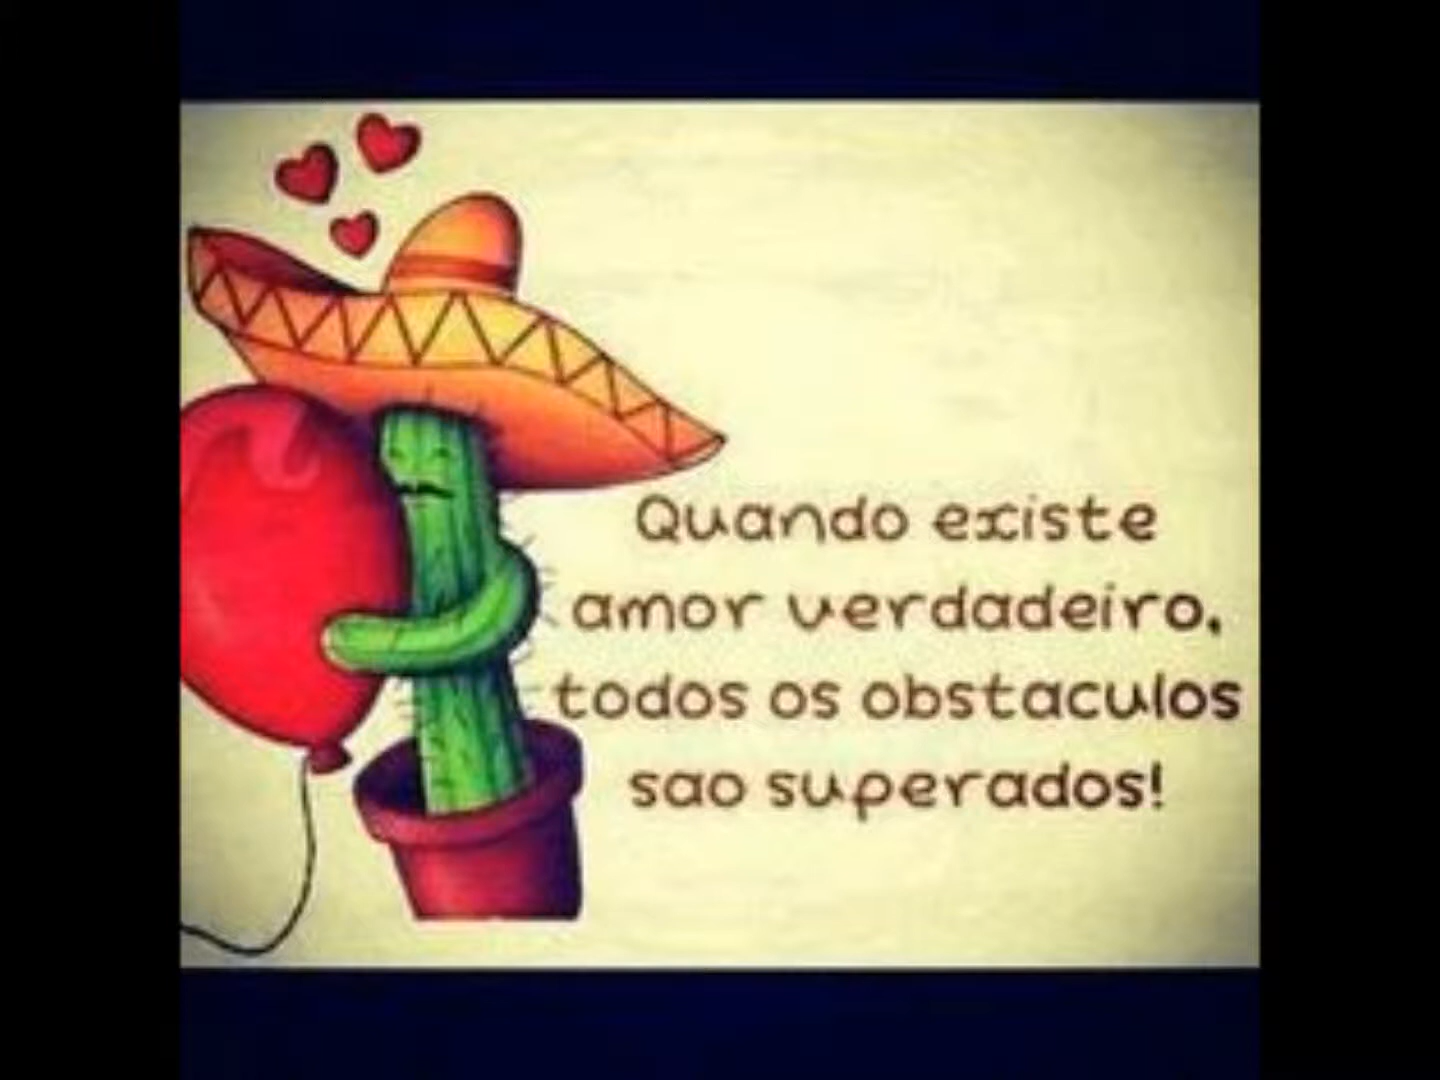 Quando existe
amor verdadeiro,
todos os obstaculos
sao superados!